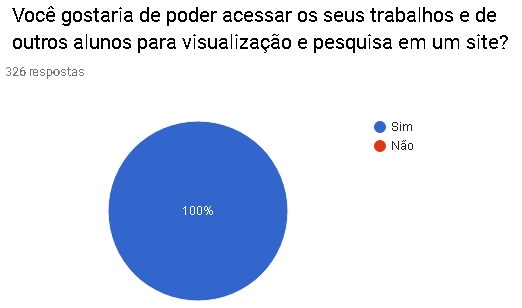 Você gostaria de poder acessar os seus trabalhos e de
outros alunos para visualização e pesquisa em um site?
326 respostas
Sim
Não
100%